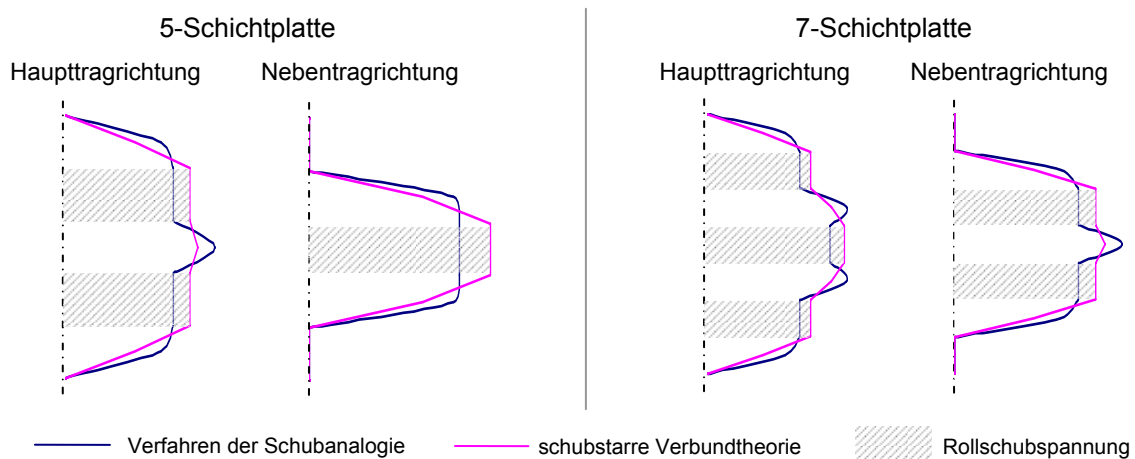 5-Schichtplatte
7-Schichtplatte
Haupttragrichtung
Nebentragrichtung
Haupttragrichtung
Nebentragrichtung
Verfahren der Schubanalogie
schubstarre Verbundtheorie
Rollschubspannung